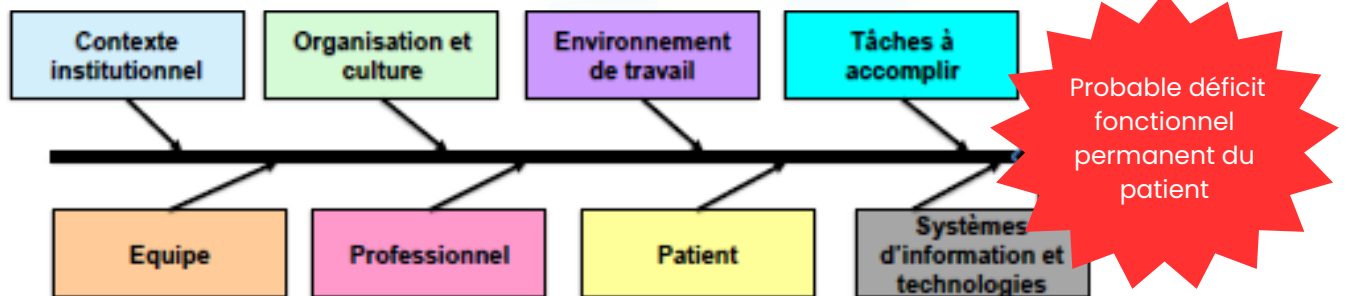 Contexte
institutionnel
Organisation et
culture
Environnement
de travail
Tâches à
accomplir
Probable déficit
fonctionnel
permanent du
patient
Equipe
Professionnel
Patient
Systèmes
d'information et
technologies